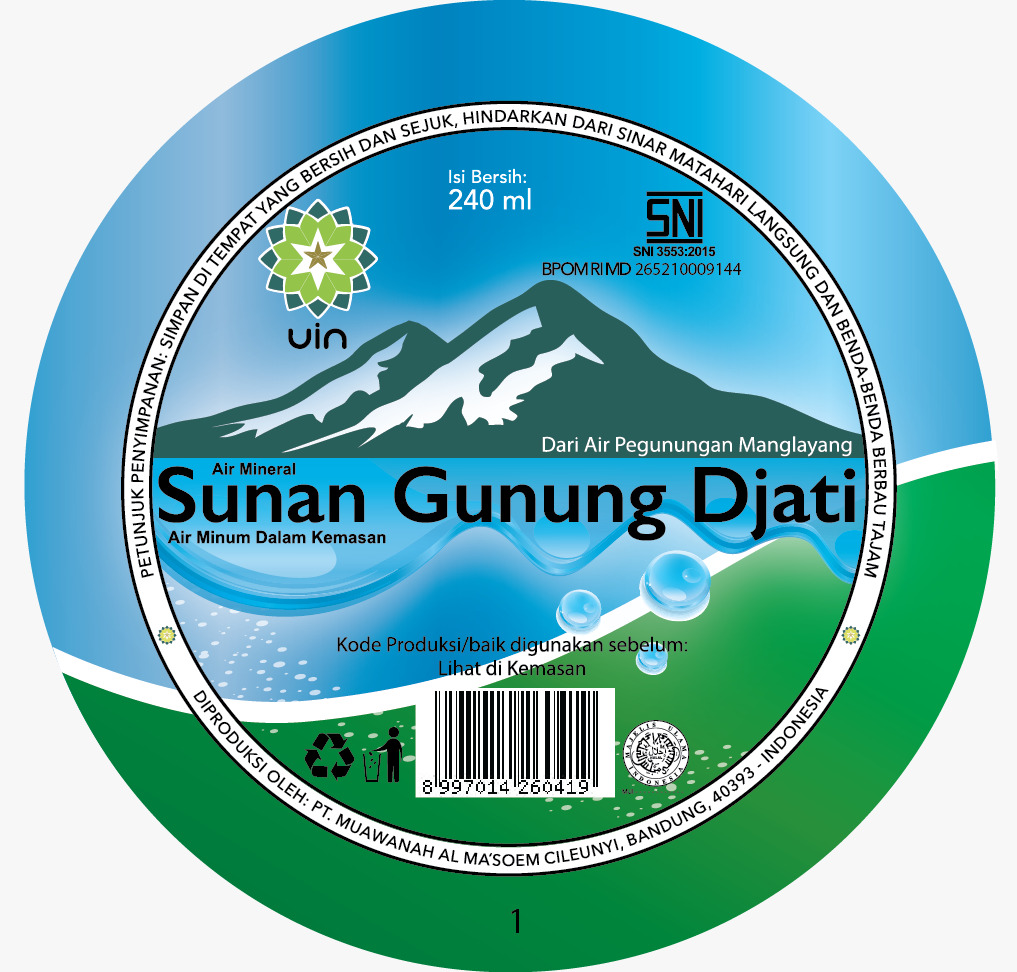 PETUNJUK PENYIMPANAN: SIMPAN DI TEMPAT YANG BERSIH DAN SEJUK, HINDARKAN DARI SINAR MATAHARI LANGSUNG DAN BENDA-BENDA BERBAU TAJAM
Isi Bersih:
240 ml
SNI
SNI 3553:2015
BPOM RI MD 265210009144
uin
Dari Air Pegunungan Manglayang
Air Mineral
Sunan Gunung Djati
Air Minum Dalam Kemasan
Kode Produksi/baik digunakan sebelum:
Lihat di Kemasan
8 997014 260419
MAJELIS ULAMA INDONESIA
DIPRODUKSI OLEH: PT. MUAWANAH AL MA'SOEM CILEUNYI, BANDUNG, 40393 - INDONESIA
1